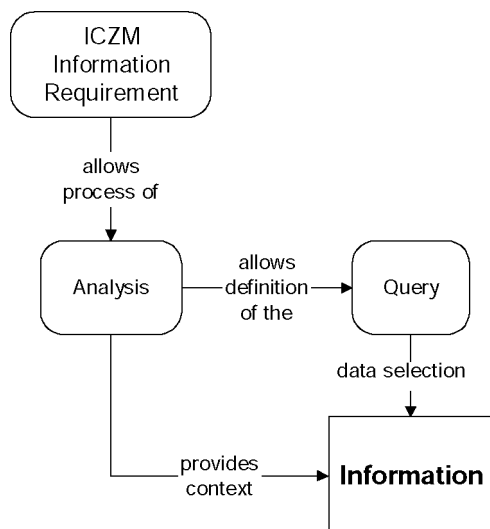 ICZM
Information
Requirement
allows
process of
Analysis
allows
definition
of the
Query
data selection
provides
context
Information